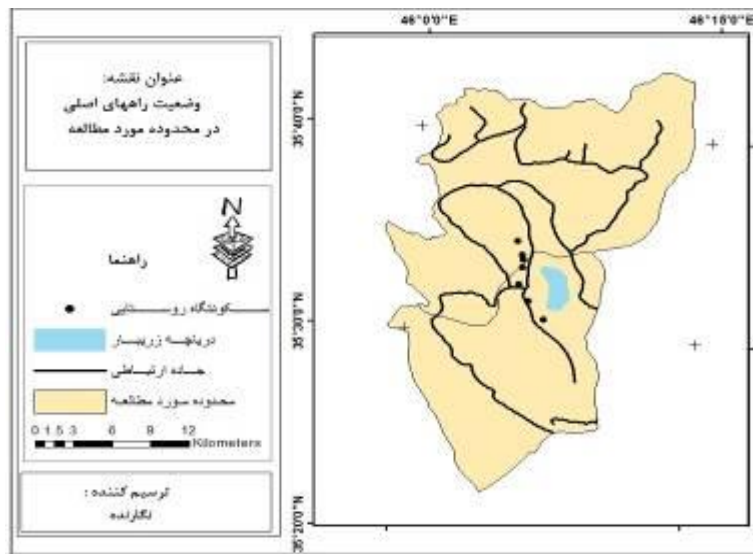 عنوان نقشه:
وضعیت راههای اصلی
در محدوده مورد مطالعه
N
راهنما
سکونتگاه روستایی
دریاچه زریبار
جاده ارتباطی
محدوده مورد مطالعه
0 1.5 3 6 9 12
Kilometers
ترسیم کننده :
نگارنده
46°0'0"E
46°15'0"E
35°40'0"N
35°30'0"N
35°20'0"N